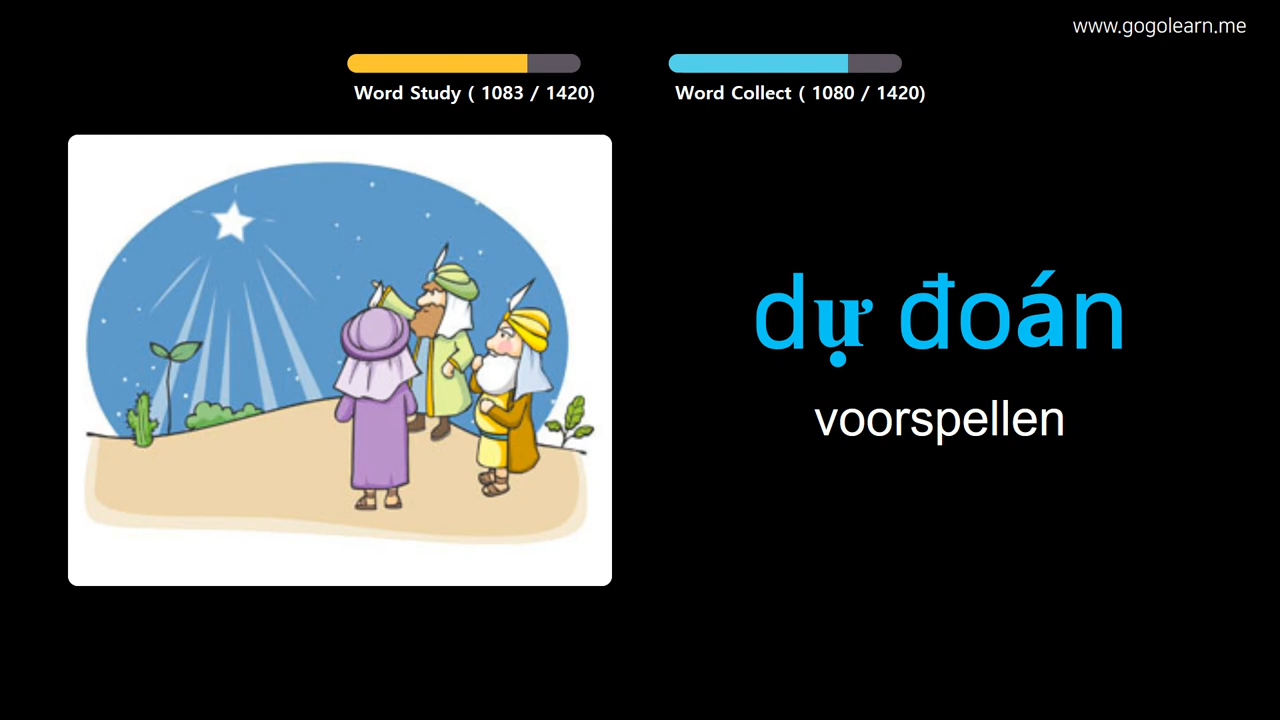 www.gogolearn.me
Word Study ( 1083 / 1420)
Word Collect ( 1080 / 1420)
dự đoán
voorspellen